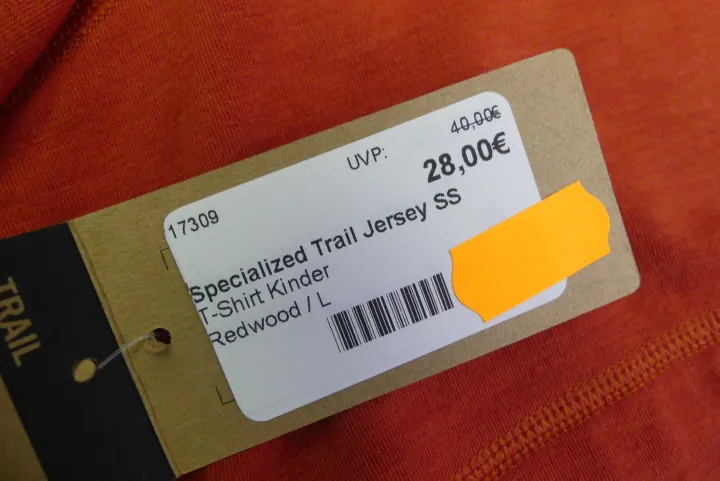 40,00€
UVP: 28,00€
17309
Specialized Trail Jersey SS
T-Shirt Kinder
Redwood / L
TRAIL